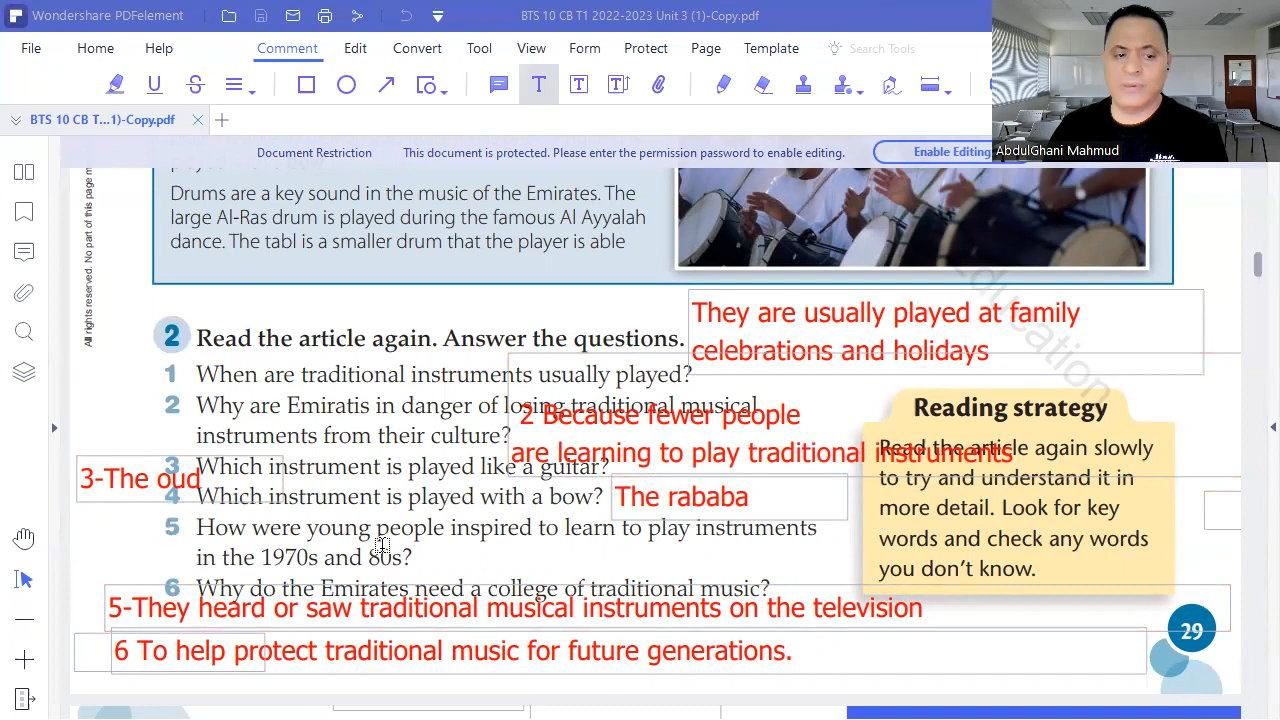 Wondershare PDFelement
BTS 10 CB T1 2022-2023 Unit 3 (1)-Copy.pdf
File Home Help Comment Edit Convert Tool View Form Protect Page Template Search Tools
BTS 10 CB T...1)-Copy.pdf
Document Restriction This document is protected. Please enter the permission password to enable editing. Enable Editing
AbdulGhani Mahmud
All rights reserved. No part of this page m
Drums are a key sound in the music of the Emirates. The
large Al-Ras drum is played during the famous Al Ayyalah
dance. The tabl is a smaller drum that the player is able
ducation
They are usually played at family
celebrations and holidays
2 Read the article again. Answer the questions.
1 When are traditional instruments usually played?
2 Why are Emiratis in danger of losing traditional musical
instruments from their culture?
2 Because fewer people
are learning to play traditional instruments
3 Which instrument is played like a guitar?
3-The oud
4 Which instrument is played with a bow?
The rababa
5 How were young people inspired to learn to play instruments
in the 1970s and 80s?
6 Why do the Emirates need a college of traditional music?
5-They heard or saw traditional musical instruments on the television
6 To help protect traditional music for future generations.
Reading strategy
Read the article again slowly
to try and understand it in
more detail. Look for key
words and check any words
you don't know.
29